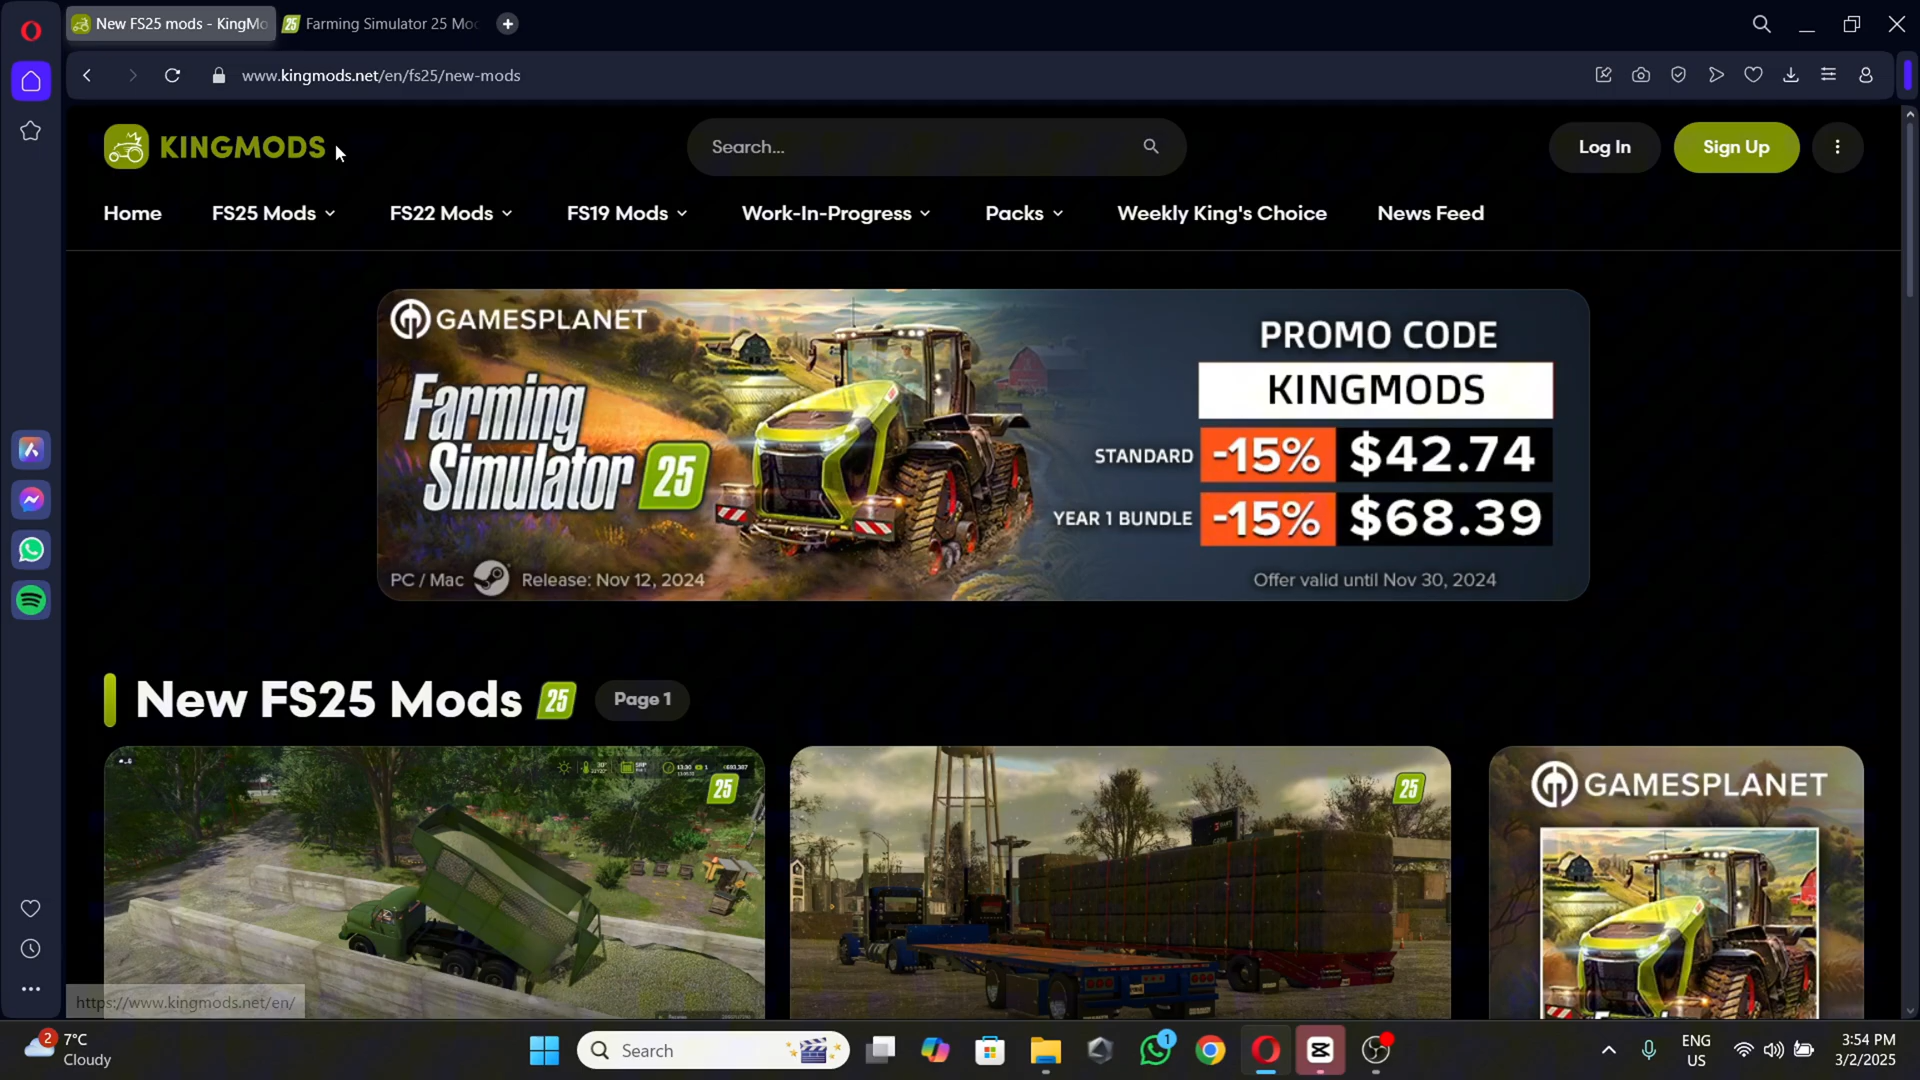 New FS25 mods - KingMo
Farming Simulator 25 Mo
www.kingmods.net/en/fs25/new-mods
KINGMODS
Search...
Log In
Sign Up
Home
FS25 Mods
FS22 Mods
FS19 Mods
Work-In-Progress
Packs
Weekly King's Choice
News Feed
GAMESPLANET
Farming
Simulator 25
PC / Mac
Release: Nov 12, 2024
PROMO CODE
KINGMODS
STANDARD -15% $42.74
YEAR 1 BUNDLE -15% $68.39
Offer valid until Nov 30, 2024
New FS25 Mods 25
Page 1
25
25
GAMESPLANET
https://www.kingmods.net/en/
2
7°C
Cloudy
Search
1
ENG
US
3:54 PM
3/2/2025